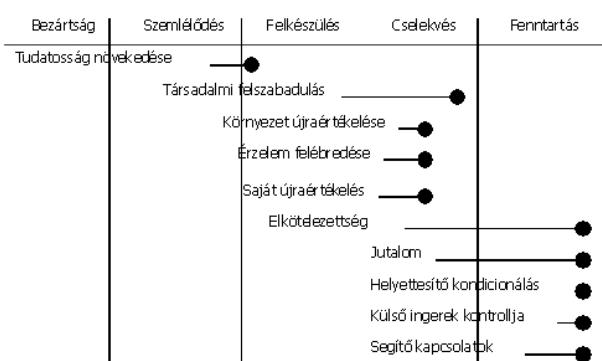 Bezártság Szemlélődés Felkészülés Cselekvés Fenntartás
Tudatosság növekedése
Társadalmi felszabadulás
Környezet újraértékelése
Érzelem felébredése
Saját újraértékelés
Elkötelezettség
Jutalom
Helyettesítő kondicionálás
Külső ingerek kontrollja
Segítő kapcsolatok